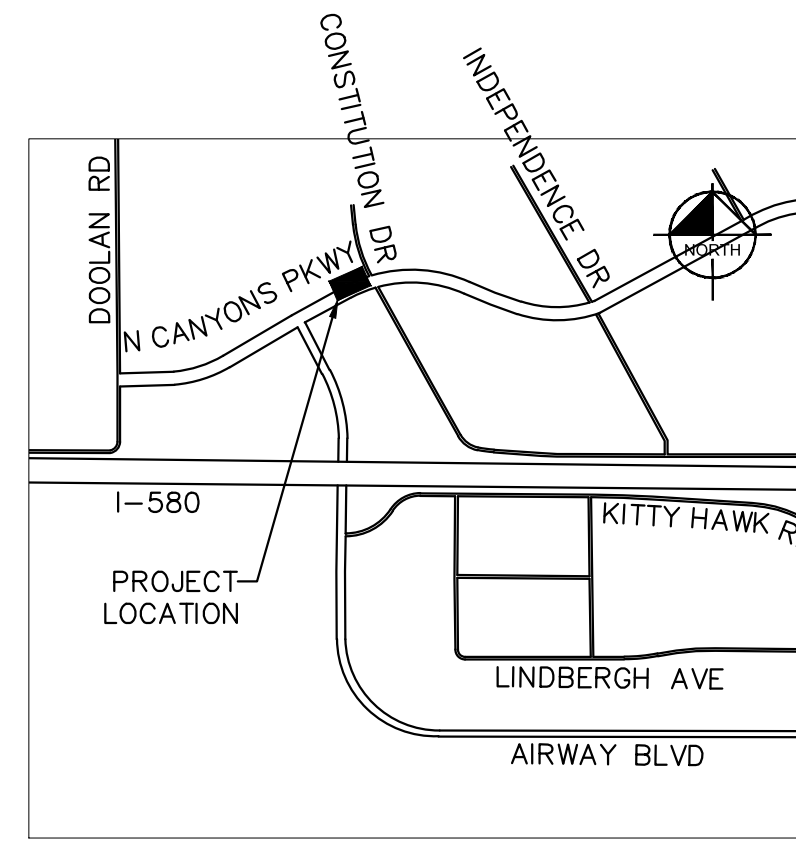 CONSTITUTION DR
INDEPENDENCE DR
DOOLAN RD
N CANYONS PKWY
NORTH
I-580
KITTY HAWK R
PROJECT
LOCATION
LINDBERGH AVE
AIRWAY BLVD